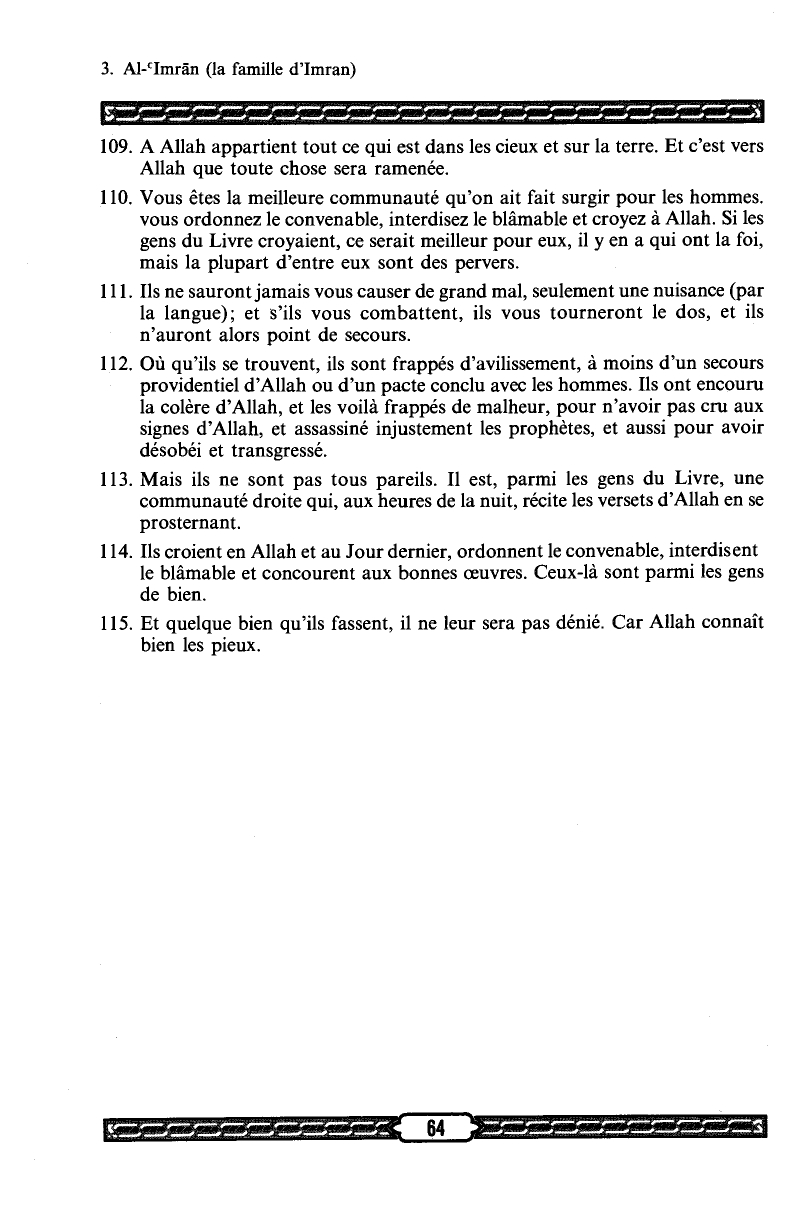 3. Al-ʿImrān (la famille d’Imran)
109. A Allah appartient tout ce qui est dans les cieux et sur la terre. Et c’est vers
Allah que toute chose sera ramenée.
110. Vous êtes la meilleure communauté qu’on ait fait surgir pour les hommes.
vous ordonnez le convenable, interdisez le blâmable et croyez à Allah. Si les
gens du Livre croyaient, ce serait meilleur pour eux, il y en a qui ont la foi,
mais la plupart d’entre eux sont des pervers.
111. Ils ne sauront jamais vous causer de grand mal, seulement une nuisance (par
la langue); et s’ils vous combattent, ils vous tourneront le dos, et ils
n’auront alors point de secours.
112. Où qu’ils se trouvent, ils sont frappés d’avilissement, à moins d’un secours
providentiel d’Allah ou d’un pacte conclu avec les hommes. Ils ont encouru
la colère d’Allah, et les voilà frappés de malheur, pour n’avoir pas cru aux
signes d’Allah, et assassiné injustement les prophètes, et aussi pour avoir
désobéi et transgressé.
113. Mais ils ne sont pas tous pareils. Il est, parmi les gens du Livre, une
communauté droite qui, aux heures de la nuit, récite les versets d’Allah en se
prosternant.
114. Ils croient en Allah et au Jour dernier, ordonnent le convenable, interdisent
le blâmable et concourent aux bonnes œuvres. Ceux-là sont parmi les gens
de bien.
115. Et quelque bien qu’ils fassent, il ne leur sera pas dénié. Car Allah connaît
bien les pieux.
64